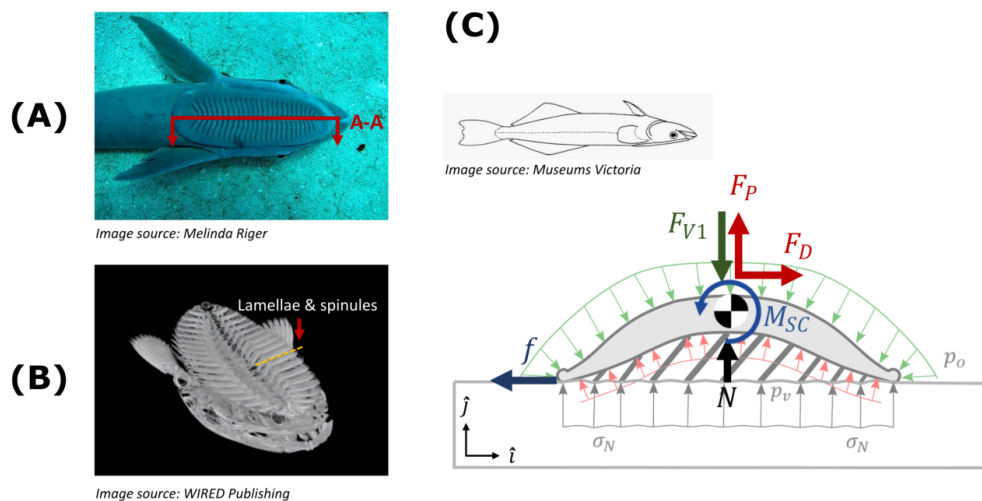 (A)
A-A
Image source: Melinda Riger
(B)
Lamellae & spinules
Image source: WIRED Publishing
(C)
Image source: Museums Victoria
F_P
F_V1
F_D
M_SC
f
p_o
N
p_v
ĵ
σ_N
σ_N
î